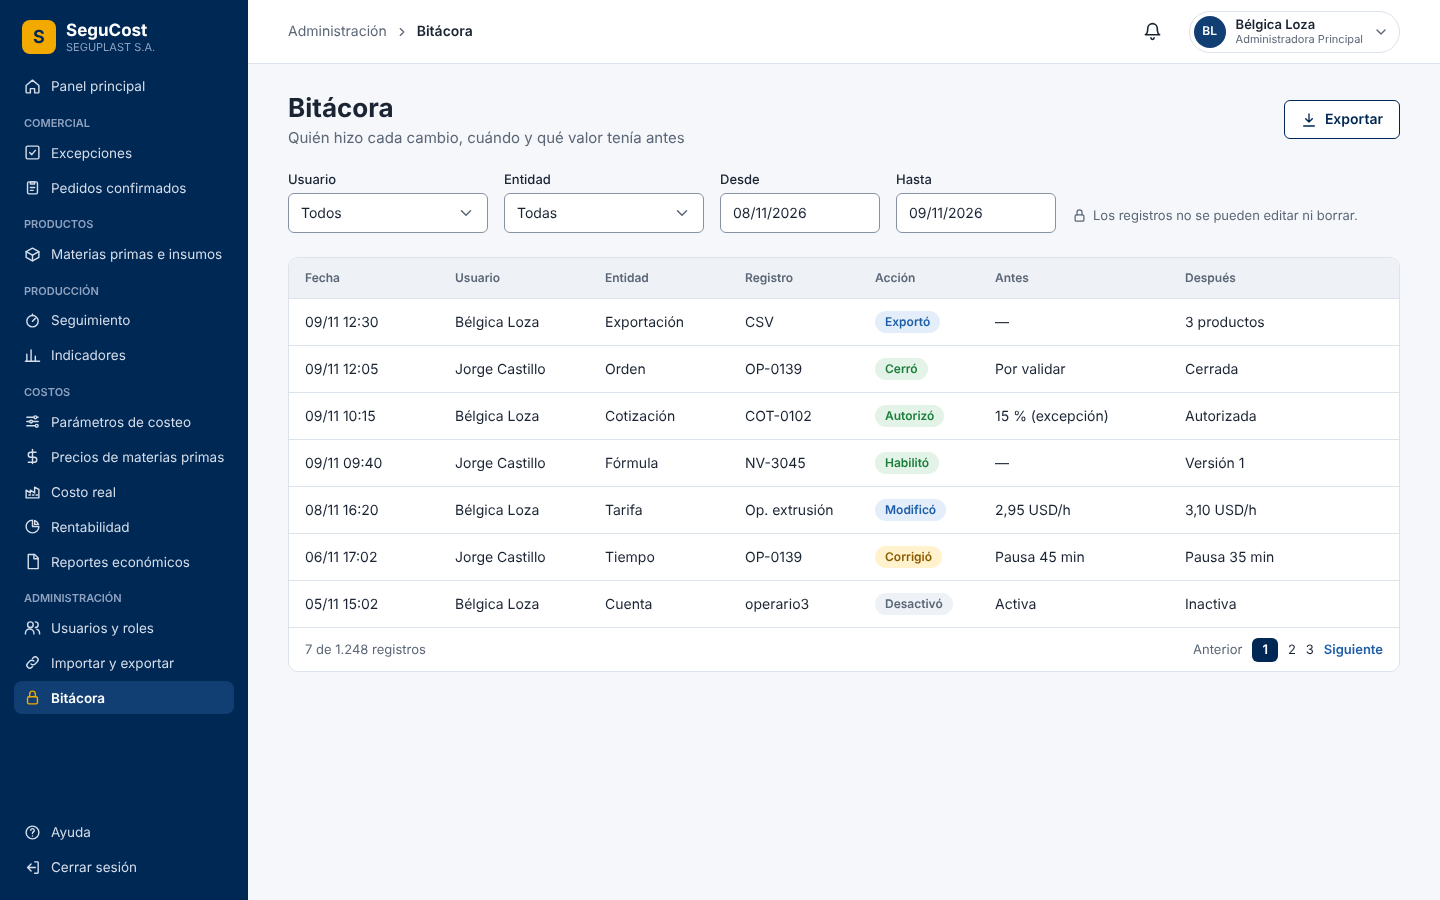 S SeguCost
SEGUPLAST S.A.
Panel principal
COMERCIAL
Excepciones
Pedidos confirmados
PRODUCTOS
Materias primas e insumos
PRODUCCIÓN
Seguimiento
Indicadores
COSTOS
Parámetros de costeo
Precios de materias primas
Costo real
Rentabilidad
Reportes económicos
ADMINISTRACIÓN
Usuarios y roles
Importar y exportar
Bitácora
Ayuda
Cerrar sesión
Administración > Bitácora
BL Bélgica Loza
Administradora Principal
Bitácora
Quién hizo cada cambio, cuándo y qué valor tenía antes
Exportar
Usuario Entidad Desde Hasta
Todos Todas 08/11/2026 09/11/2026 Los registros no se pueden editar ni borrar.
Fecha Usuario Entidad Registro Acción Antes Después
09/11 12:30 Bélgica Loza Exportación CSV Exportó — 3 productos
09/11 12:05 Jorge Castillo Orden OP-0139 Cerró Por validar Cerrada
09/11 10:15 Bélgica Loza Cotización COT-0102 Autorizó 15 % (excepción) Autorizada
09/11 09:40 Jorge Castillo Fórmula NV-3045 Habilitó — Versión 1
08/11 16:20 Bélgica Loza Tarifa Op. extrusión Modificó 2,95 USD/h 3,10 USD/h
06/11 17:02 Jorge Castillo Tiempo OP-0139 Corrigió Pausa 45 min Pausa 35 min
05/11 15:02 Bélgica Loza Cuenta operario3 Desactivó Activa Inactiva
7 de 1.248 registros Anterior 1 2 3 Siguiente